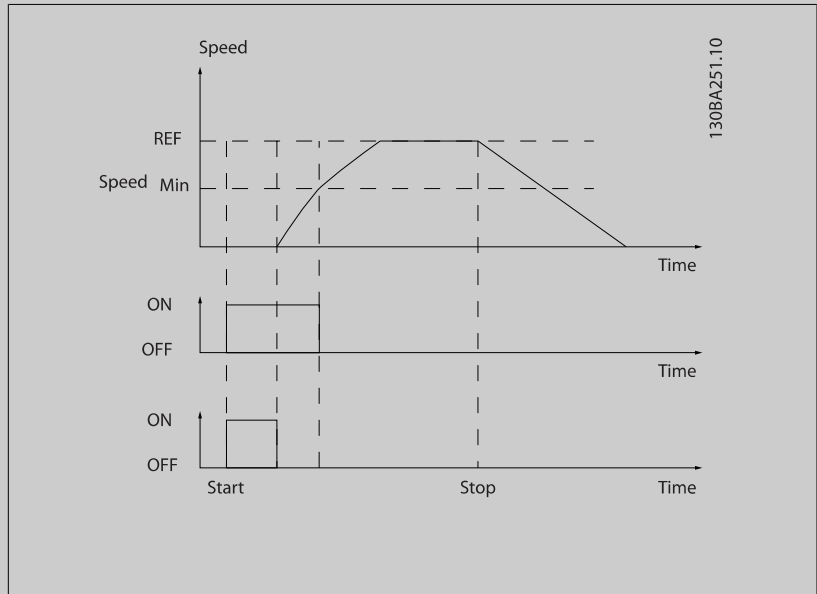 Speed
130BA251.10
REF
Speed Min
Time
ON
OFF
Time
ON
OFF
Start Stop Time